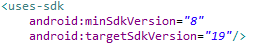 <uses-sdk
android:minSdkVersion="8"
android:targetSdkVersion="19"/>